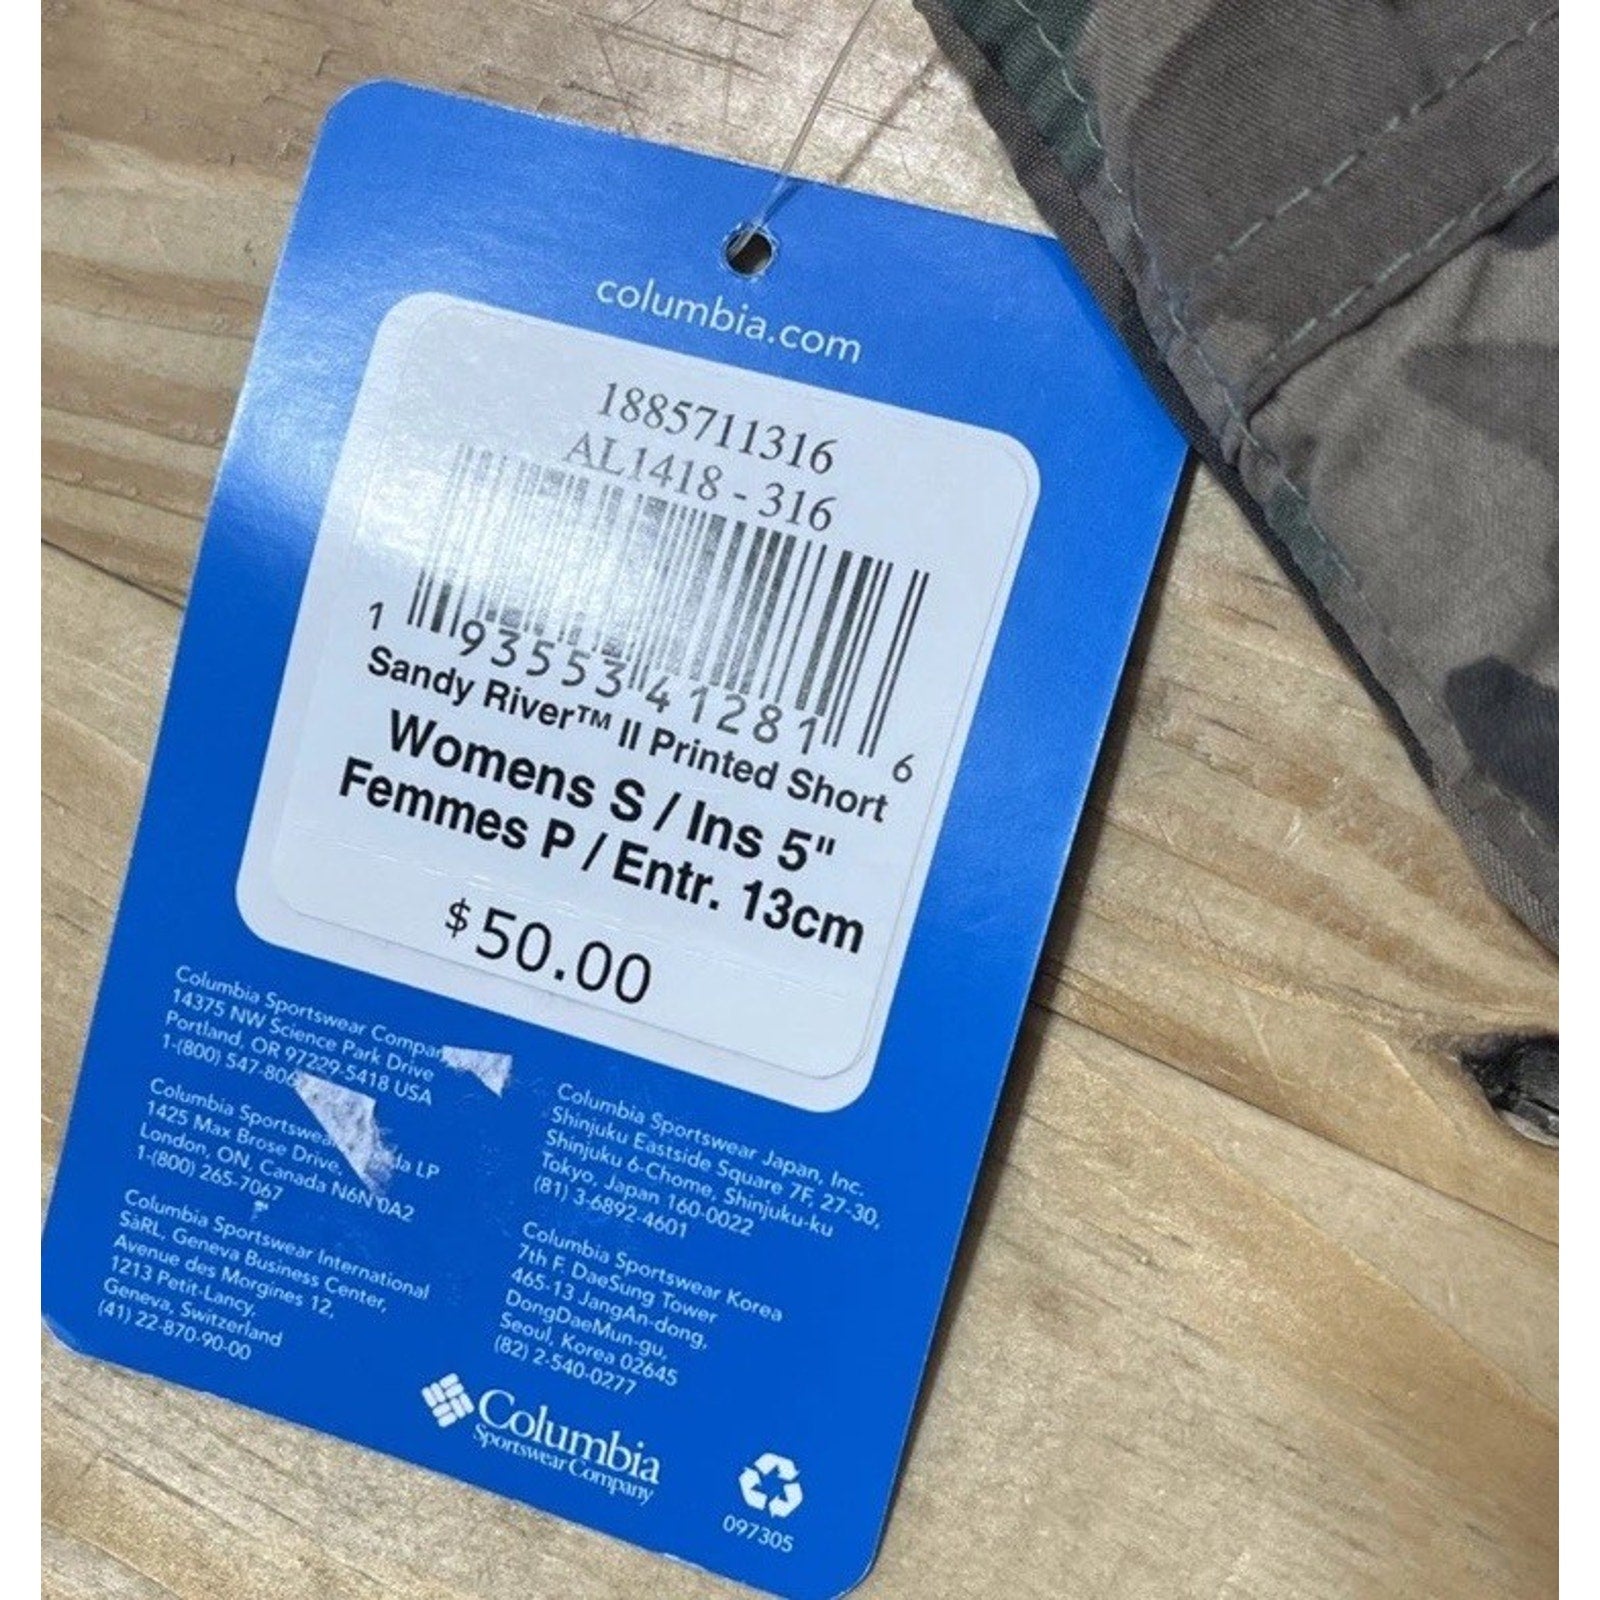 columbia.com
1885711316
AL1418 - 316
1 93553 41281 6
Sandy River™ II Printed Short
Womens S / Ins 5"
Femmes P / Entr. 13cm
$50.00
Columbia Sportswear
14375 NW Science Park Drive
Portland, OR 97229-5418 USA
1-(800)
Columbia LP
1425 Max Brose Drive,
London, ON, Canada N6N 0A2
1-(800) 265-7067
Columbia Sportswear International
SàRL, Geneva Business Center,
Avenue des Morgines 12,
1213 Petit-Lancy,
Geneva, Switzerland
(41) 22-870-90-00
Columbia Sportswear Japan, Inc.
Shinjuku Eastside Square 7F, 27-30,
Shinjuku 6-Chome, Shinjuku-ku
Tokyo, Japan 160-0022
(81) 3-6892-4601
Columbia Sportswear Korea
7th F. DaeSung Tower
465-13 JangAn-dong,
DongDaeMun-gu,
Seoul, Korea 02645
(82) 2-540-0277
Columbia
Sportswear Company
097305